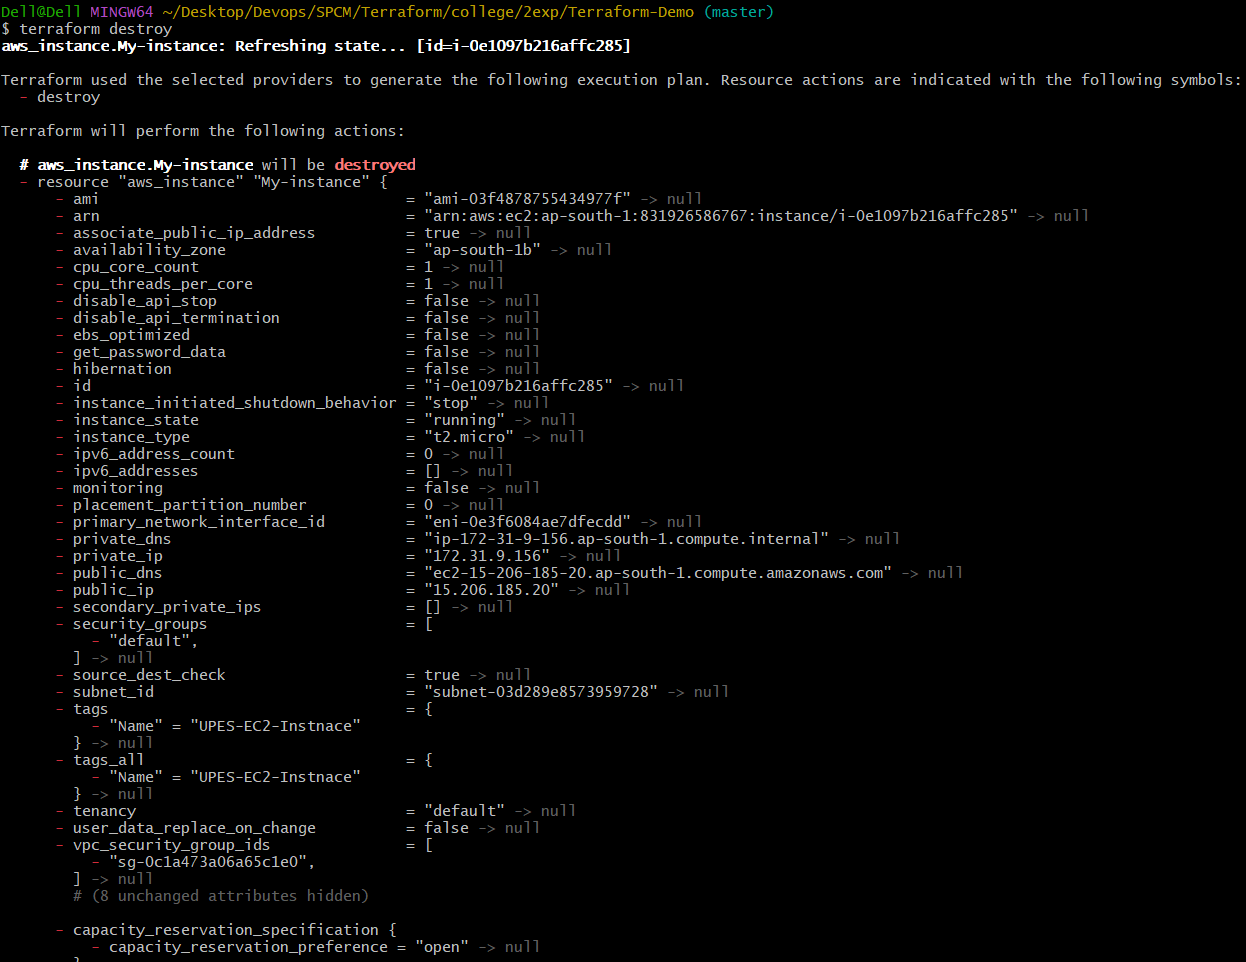 Dell@Dell MINGW64 ~/Desktop/Devops/SPCM/Terraform/college/2exp/Terraform-Demo (master)
$ terraform destroy
aws_instance.My-instance: Refreshing state... [id=i-0e1097b216affc285]
Terraform used the selected providers to generate the following execution plan. Resource actions are indicated with the following symbols:
- destroy
Terraform will perform the following actions:
# aws_instance.My-instance will be destroyed
- resource "aws_instance" "My-instance" {
- ami = "ami-03f4878755434977f" -> null
- arn = "arn:aws:ec2:ap-south-1:831926586767:instance/i-0e1097b216affc285" -> null
- associate_public_ip_address = true -> null
- availability_zone = "ap-south-1b" -> null
- cpu_core_count = 1 -> null
- cpu_threads_per_core = 1 -> null
- disable_api_stop = false -> null
- disable_api_termination = false -> null
- ebs_optimized = false -> null
- get_password_data = false -> null
- hibernation = false -> null
- id = "i-0e1097b216affc285" -> null
- instance_initiated_shutdown_behavior = "stop" -> null
- instance_state = "running" -> null
- instance_type = "t2.micro" -> null
- ipv6_address_count = 0 -> null
- ipv6_addresses = [] -> null
- monitoring = false -> null
- placement_partition_number = 0 -> null
- primary_network_interface_id = "eni-0e3f6084ae7dfecdd" -> null
- private_dns = "ip-172-31-9-156.ap-south-1.compute.internal" -> null
- private_ip = "172.31.9.156" -> null
- public_dns = "ec2-15-206-185-20.ap-south-1.compute.amazonaws.com" -> null
- public_ip = "15.206.185.20" -> null
- secondary_private_ips = [] -> null
- security_groups = [
- "default",
] -> null
- source_dest_check = true -> null
- subnet_id = "subnet-03d289e8573959728" -> null
- tags = {
- "Name" = "UPES-EC2-Instnace"
} -> null
- tags_all = {
- "Name" = "UPES-EC2-Instnace"
} -> null
- tenancy = "default" -> null
- user_data_replace_on_change = false -> null
- vpc_security_group_ids = [
- "sg-0c1a473a06a65c1e0",
] -> null
# (8 unchanged attributes hidden)
- capacity_reservation_specification {
- capacity_reservation_preference = "open" -> null